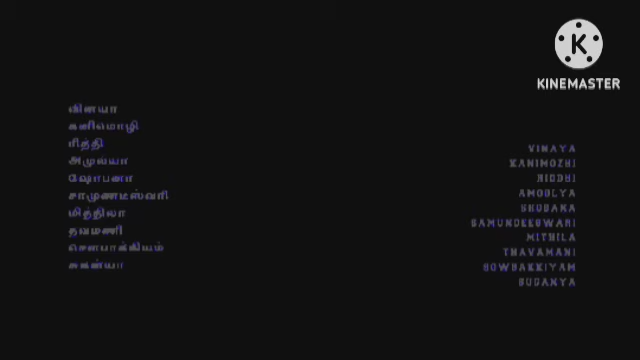 வினயா
கனிமொழி
ரித்தி
அமுல்யா
ஷோபனா
சாமுண்டீஸ்வரி
மித்திலா
தவமணி
சௌபாக்கியம்
சுகன்யா
KINEMASTER
VINAYA
KANIMOZHI
RIDDHI
AMOOLYA
SHOBANA
SAMUNDEESWARI
MITHILA
THAVAMANI
SOWBAKKIYAM
SUGANYA